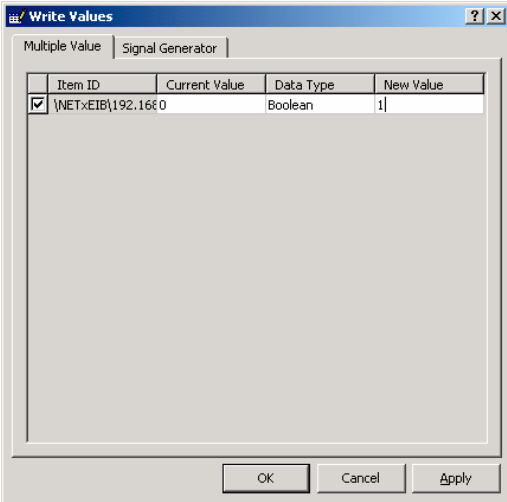 Write Values
Multiple Value Signal Generator
Item ID Current Value Data Type New Value
\NETxEIB\192.168 0 Boolean 1
OK Cancel Apply